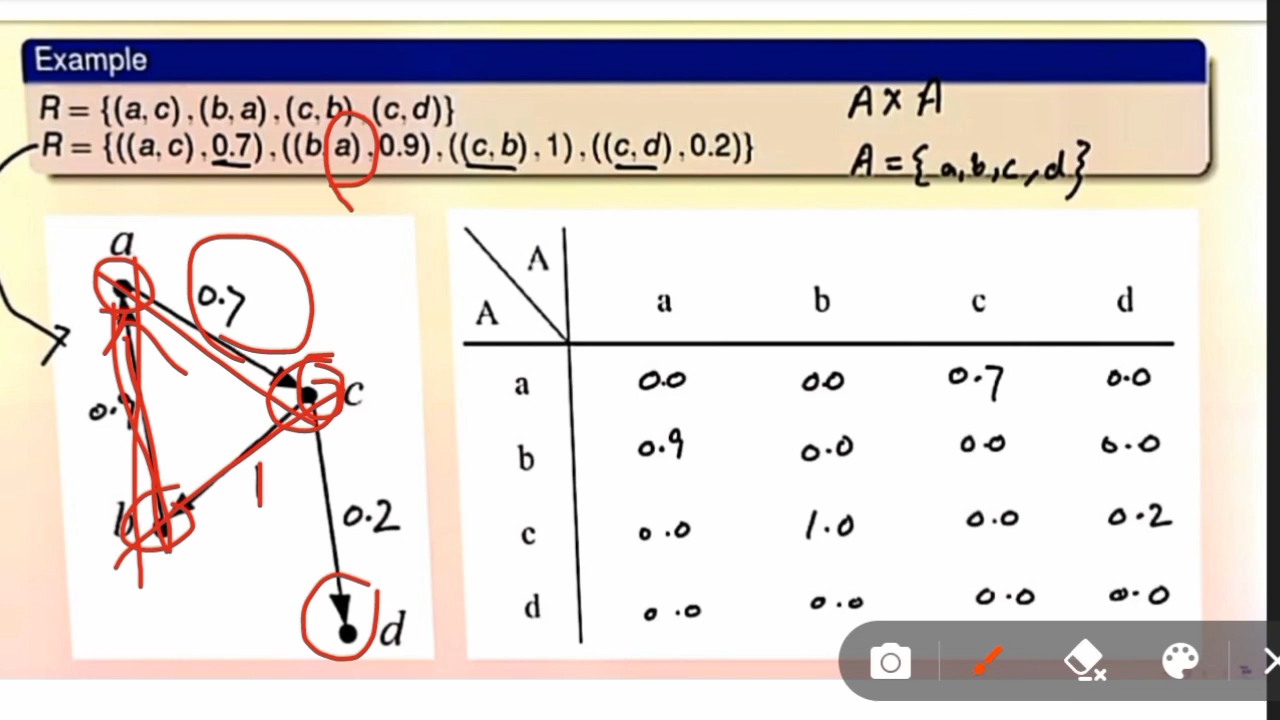 Example
R = {(a, c), (b, a), (c, b), (c, d)}
R = {((a, c), 0.7), ((b, a), 0.9), ((c, b), 1), ((c, d), 0.2)}
A × A
A = {a, b, c, d}
a
0.7
c
0.9
b
1
0.2
d
A
A
a b c d
a 0.0 0.0 0.7 0.0
b 0.9 0.0 0.0 0.0
c 0.0 1.0 0.0 0.2
d 0.0 0.0 0.0 0.0